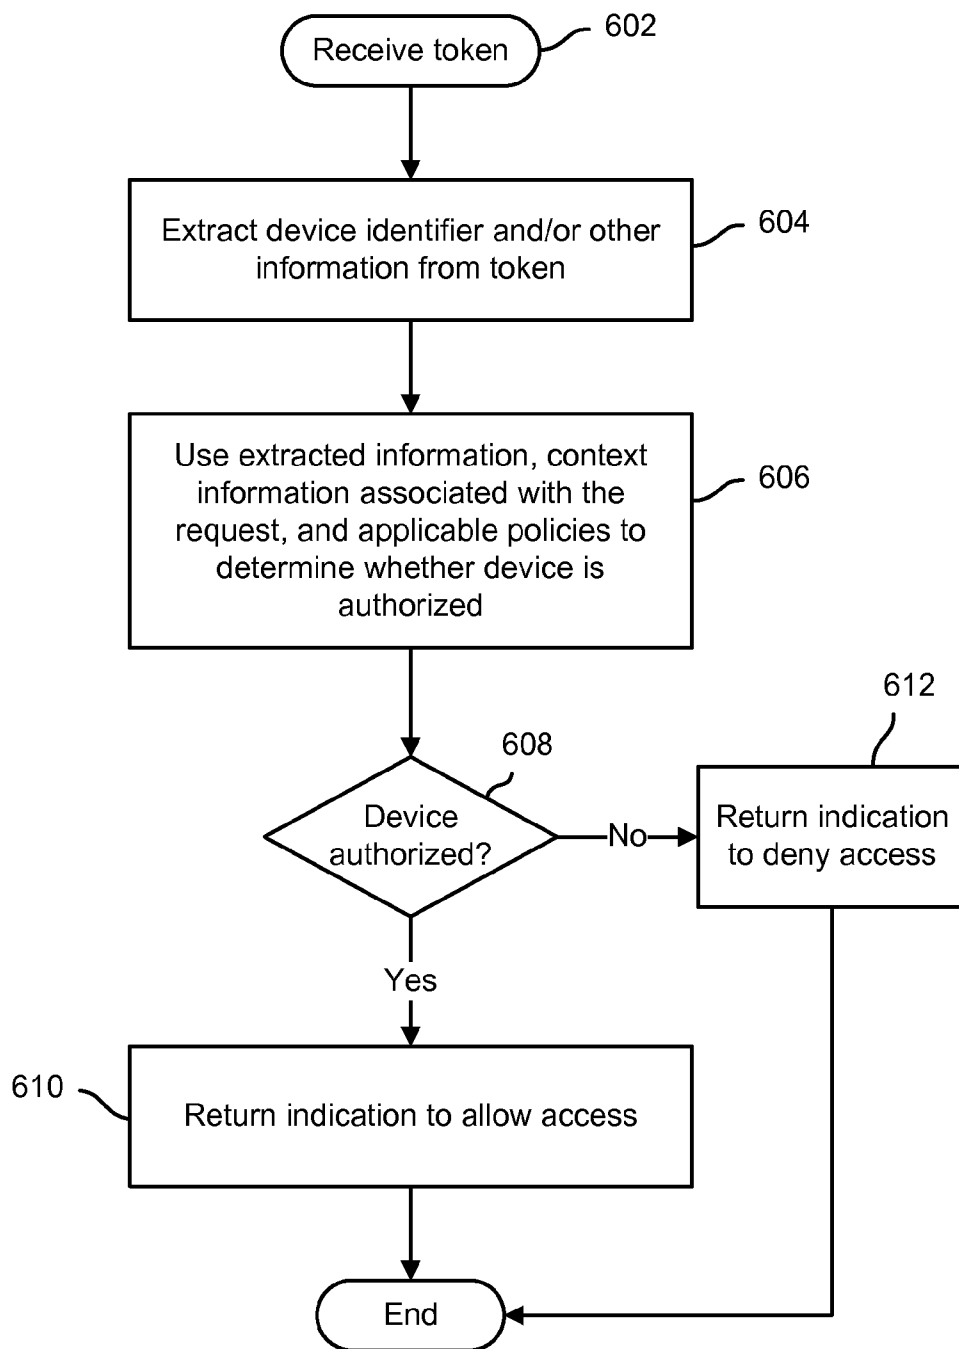 Receive token
602
Extract device identifier and/or other
information from token
604
Use extracted information, context
information associated with the
request, and applicable policies to
determine whether device is
authorized
606
608
Device
authorized?
No
612
Return indication
to deny access
Yes
610
Return indication to allow access
End